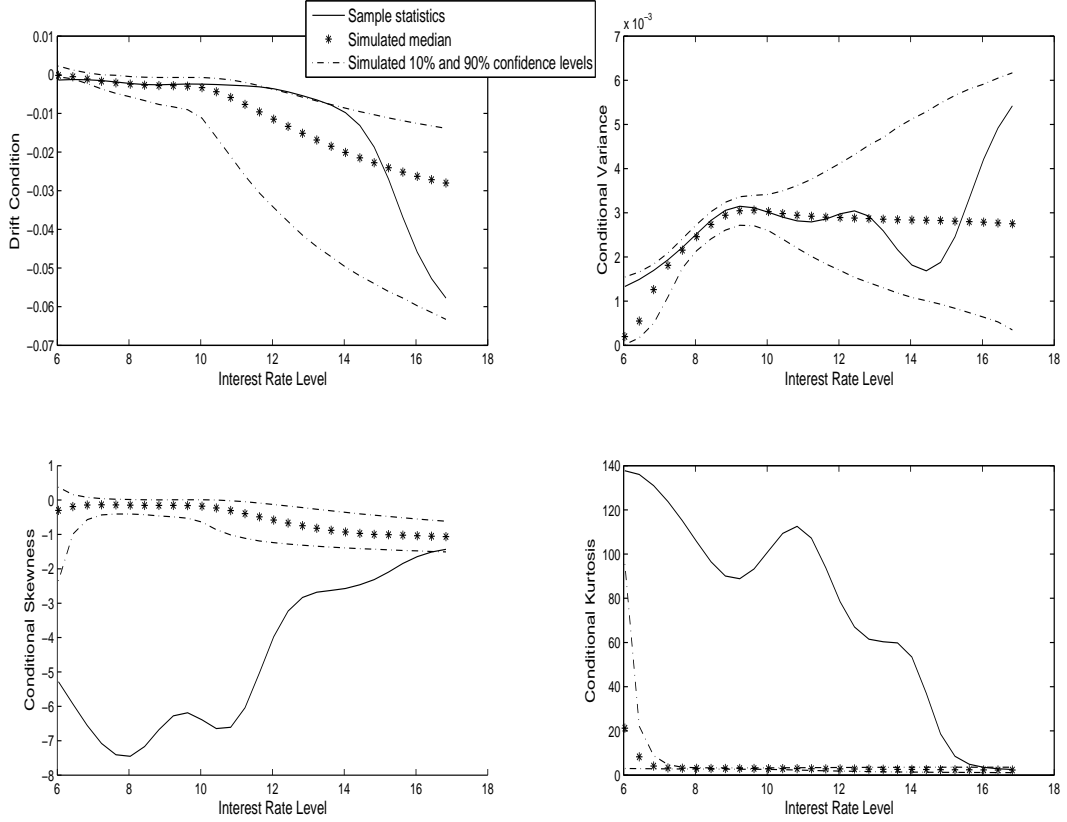 Sample statistics
Simulated median
Simulated 10% and 90% confidence levels
0.01
0
−0.01
−0.02
−0.03
−0.04
−0.05
−0.06
−0.07
Drift Condition
6 8 10 12 14 16 18
Interest Rate Level
x 10⁻³
7
6
5
4
3
2
1
0
Conditional Variance
6 8 10 12 14 16 18
Interest Rate Level
1
0
−1
−2
−3
−4
−5
−6
−7
−8
Conditional Skewness
6 8 10 12 14 16 18
Interest Rate Level
140
120
100
80
60
40
20
0
Conditional Kurtosis
6 8 10 12 14 16 18
Interest Rate Level